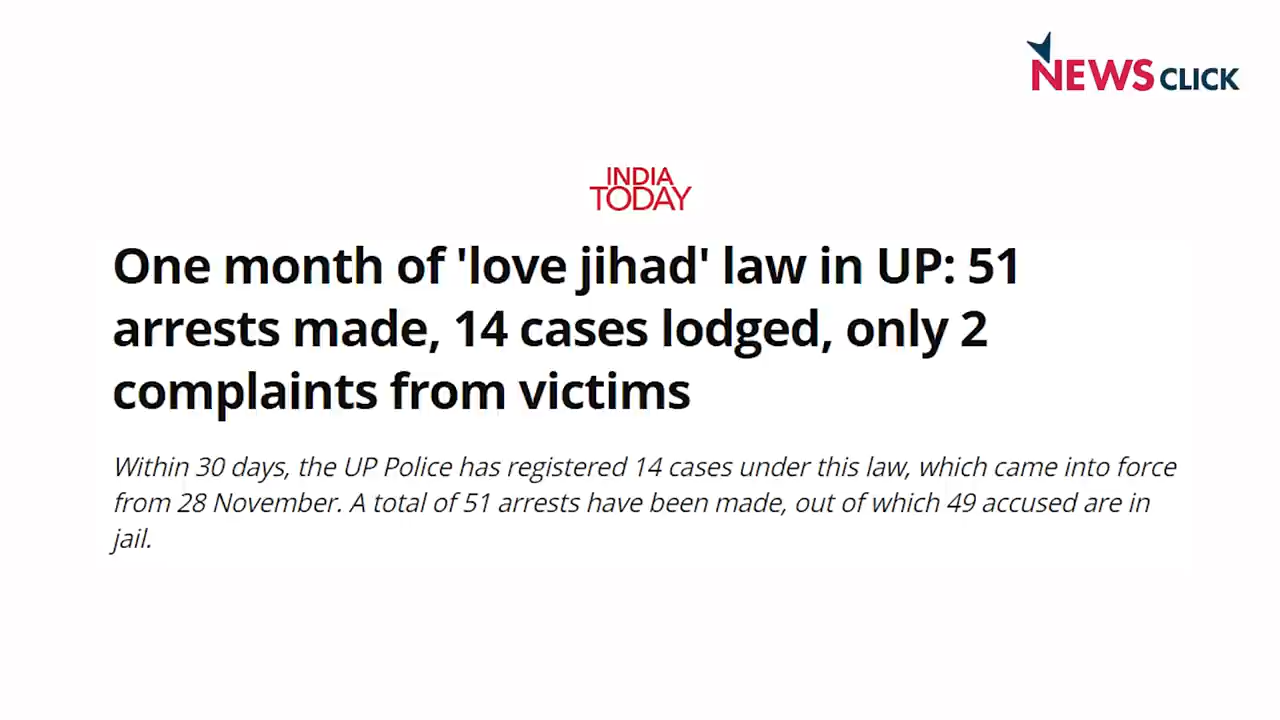 NEWS CLICK
INDIA
TODAY
One month of 'love jihad' law in UP: 51
arrests made, 14 cases lodged, only 2
complaints from victims
Within 30 days, the UP Police has registered 14 cases under this law, which came into force
from 28 November. A total of 51 arrests have been made, out of which 49 accused are in
jail.